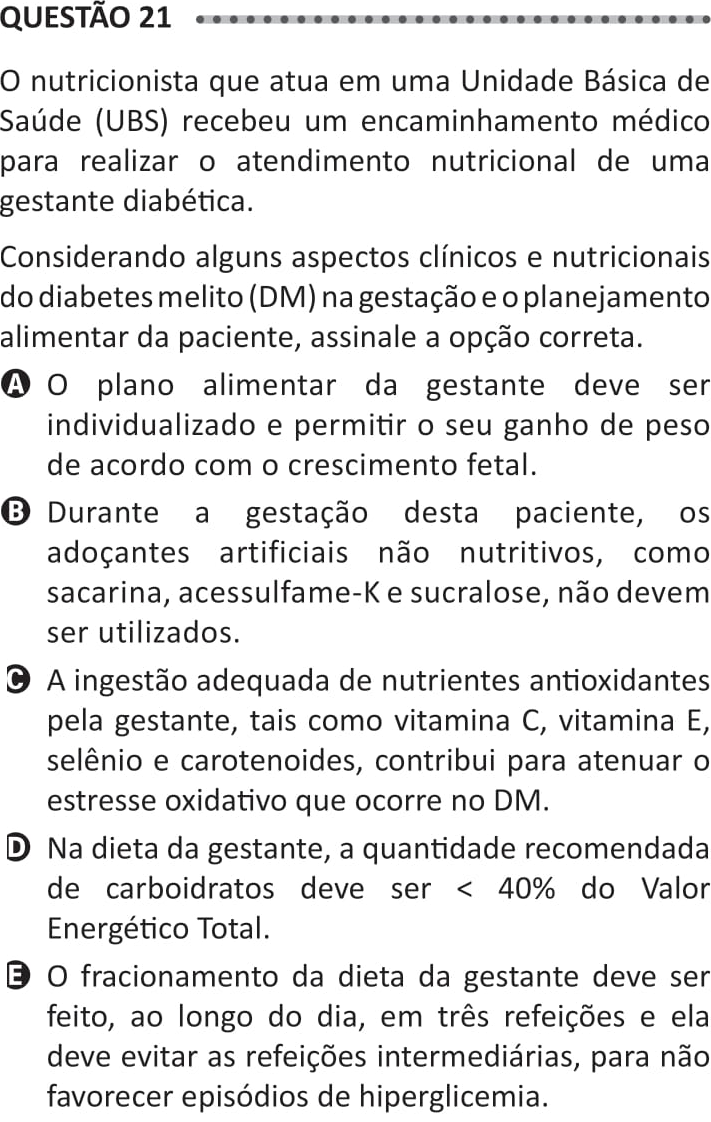 QUESTÃO 21
O nutricionista que atua em uma Unidade Básica de
Saúde (UBS) recebeu um encaminhamento médico
para realizar o atendimento nutricional de uma
gestante diabética.
Considerando alguns aspectos clínicos e nutricionais
do diabetes melito (DM) na gestação e o planejamento
alimentar da paciente, assinale a opção correta.
A O plano alimentar da gestante deve ser
individualizado e permitir o seu ganho de peso
de acordo com o crescimento fetal.
B Durante a gestação desta paciente, os
adoçantes artificiais não nutritivos, como
sacarina, acessulfame-K e sucralose, não devem
ser utilizados.
C A ingestão adequada de nutrientes antioxidantes
pela gestante, tais como vitamina C, vitamina E,
selênio e carotenoides, contribui para atenuar o
estresse oxidativo que ocorre no DM.
D Na dieta da gestante, a quantidade recomendada
de carboidratos deve ser < 40% do Valor
Energético Total.
E O fracionamento da dieta da gestante deve ser
feito, ao longo do dia, em três refeições e ela
deve evitar as refeições intermediárias, para não
favorecer episódios de hiperglicemia.